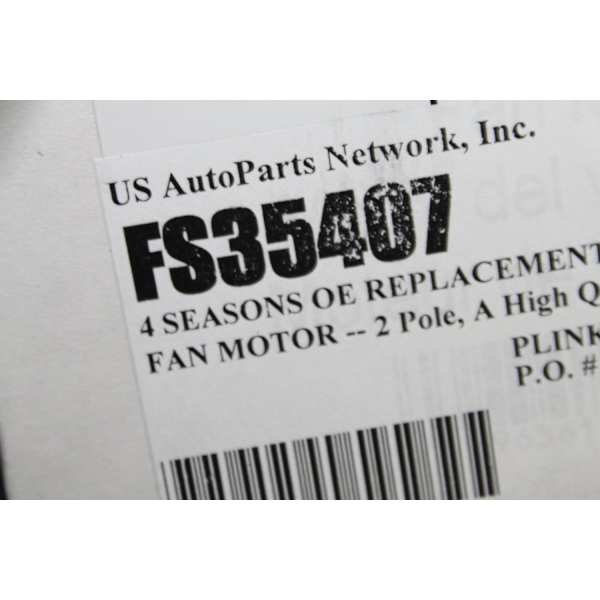 US AutoParts Network, Inc.
FS35407
4 SEASONS OE REPLACEMENT
FAN MOTOR -- 2 Pole, A High Q
PLINK
P.O. #